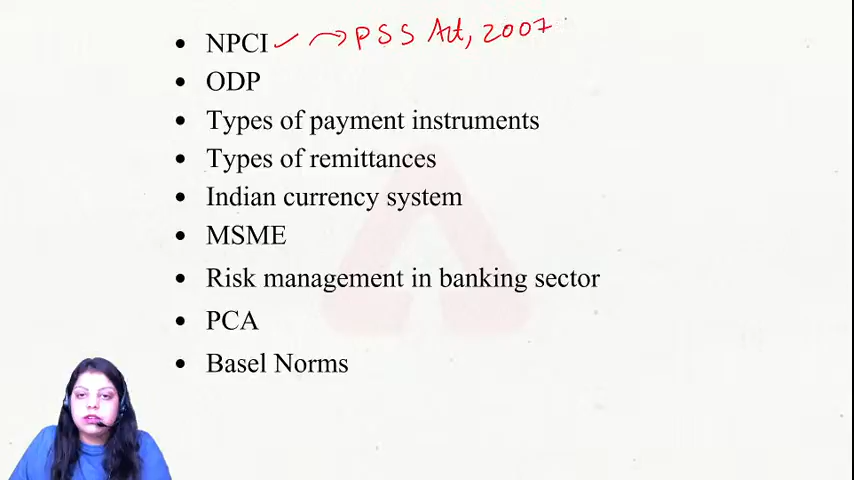 • NPCI ✓ → PSS Act, 2007
• ODP
• Types of payment instruments
• Types of remittances
• Indian currency system
• MSME
• Risk management in banking sector
• PCA
• Basel Norms